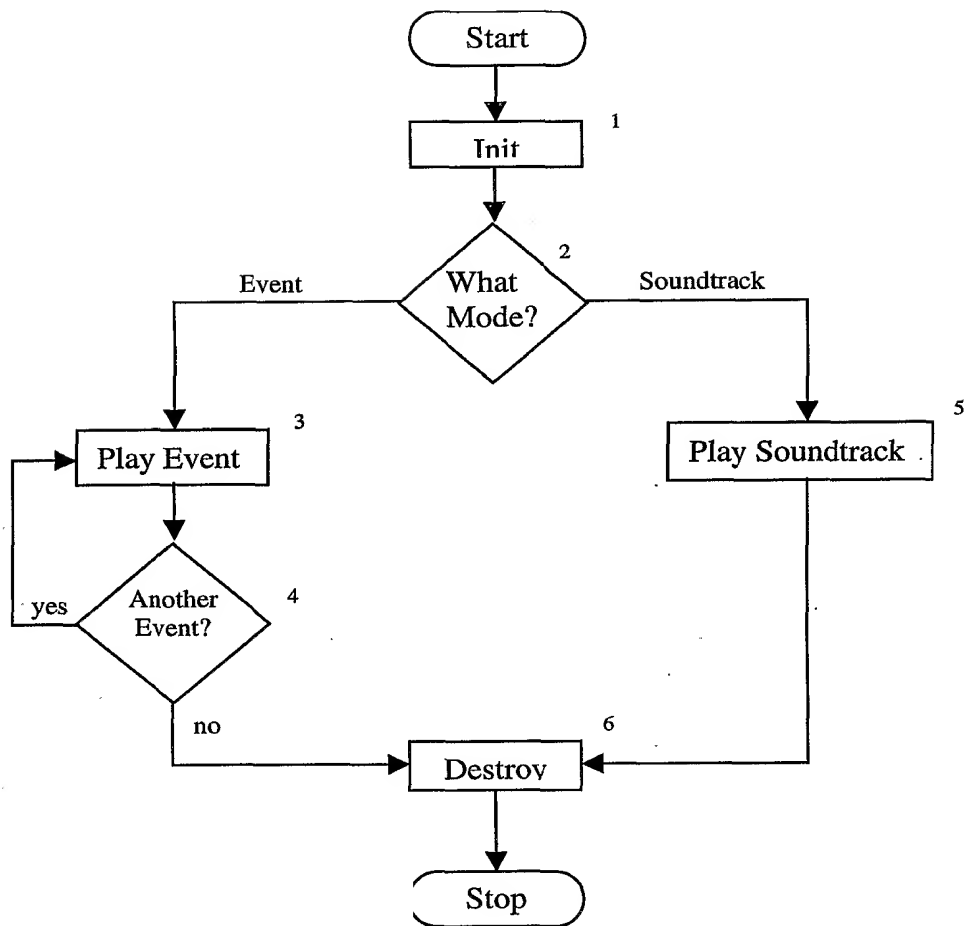 Start
1
Init
2
What
Mode?
Event
Soundtrack
3
Play Event
5
Play Soundtrack
4
Another
Event?
yes
no
6
Destroy
Stop